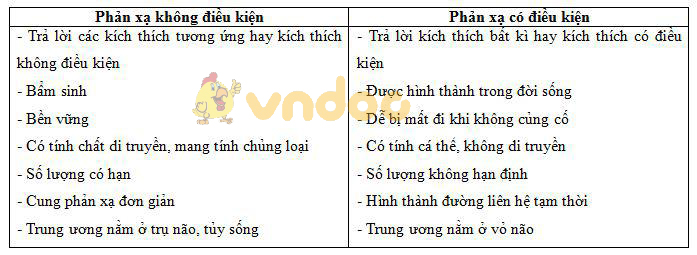 Phản xạ không điều kiện
Phản xạ có điều kiện
- Trả lời các kích thích tương ứng hay kích thích
không điều kiện
- Bẩm sinh
- Bền vững
- Có tính chất di truyền, mang tính chủng loại
- Số lượng có hạn
- Cung phản xạ đơn giản
- Trung ương nằm ở trụ não, tủy sống
- Trả lời kích thích bất kì hay kích thích có điều
kiện
- Được hình thành trong đời sống
- Dễ bị mất đi khi không củng cố
- Có tính cá thể, không di truyền
- Số lượng không hạn định
- Hình thành đường liên hệ tạm thời
- Trung ương nằm ở vỏ não
vndoc